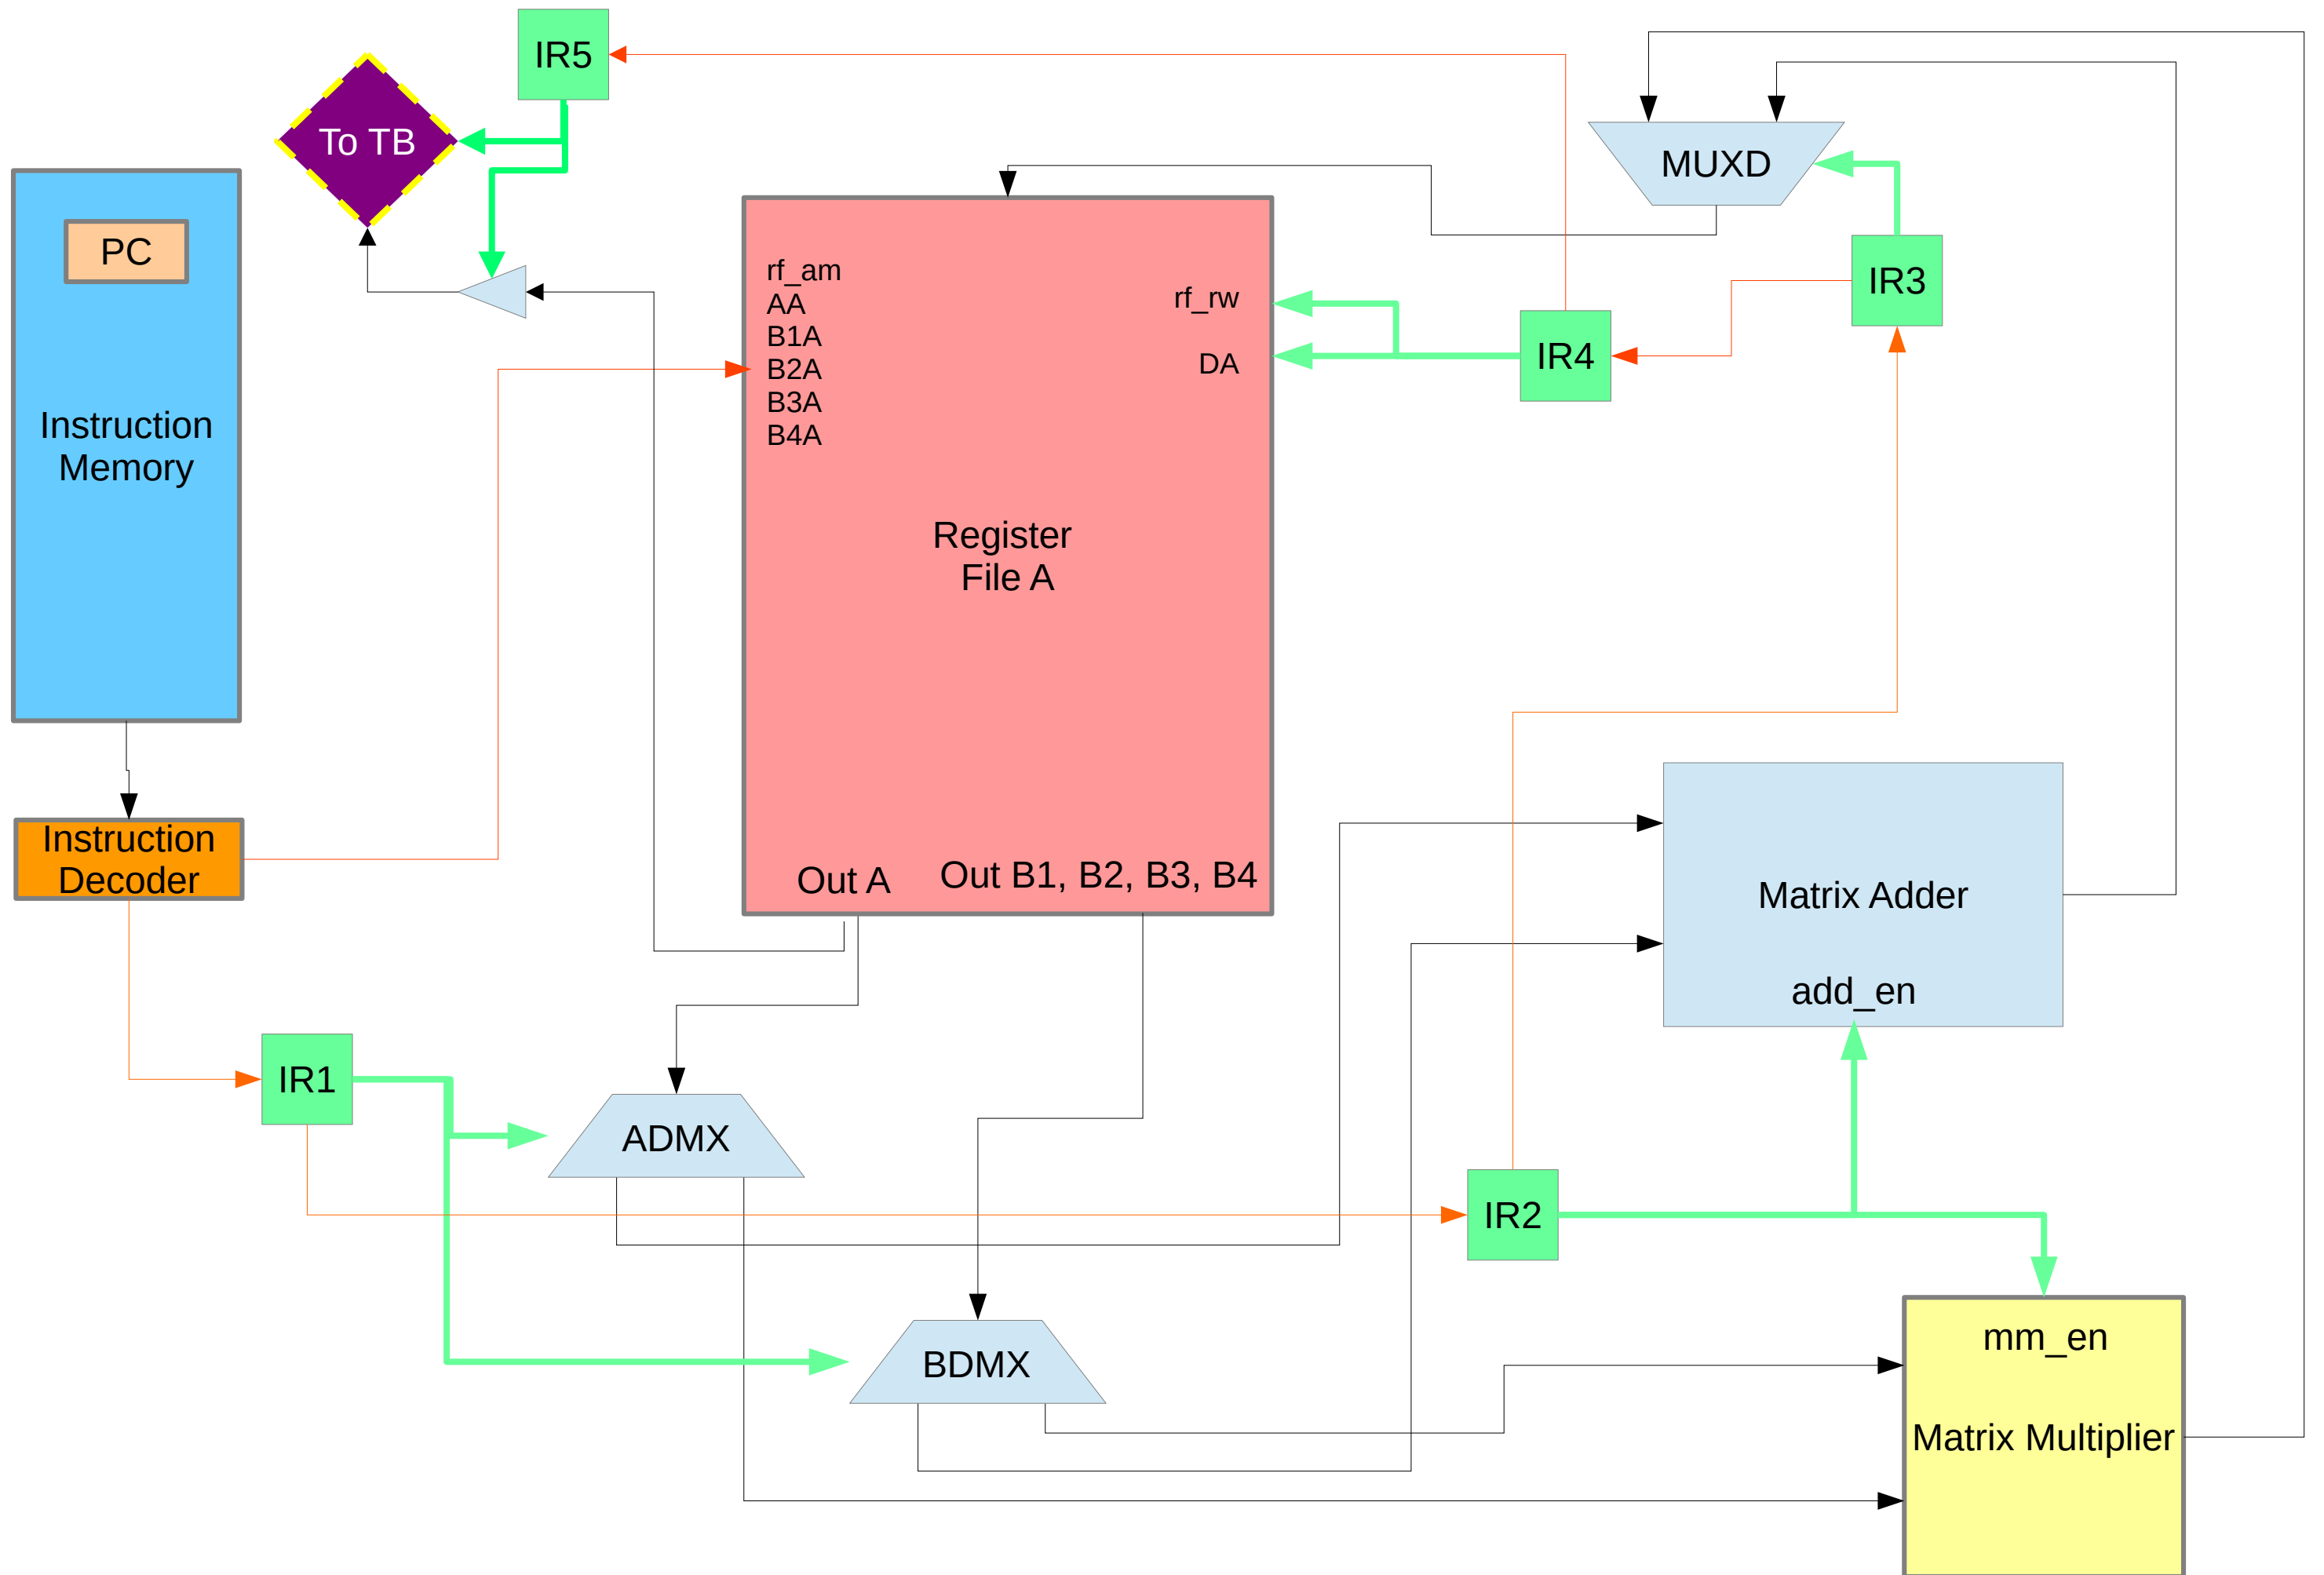 IR5
To TB
MUXD
PC
rf_am
AA
B1A
B2A
B3A
B4A
rf_rw
DA
IR3
IR4
Instruction
Memory
Register
File A
Instruction
Decoder
Out A
Out B1, B2, B3, B4
Matrix Adder
add_en
IR1
ADMX
IR2
BDMX
mm_en
Matrix Multiplier